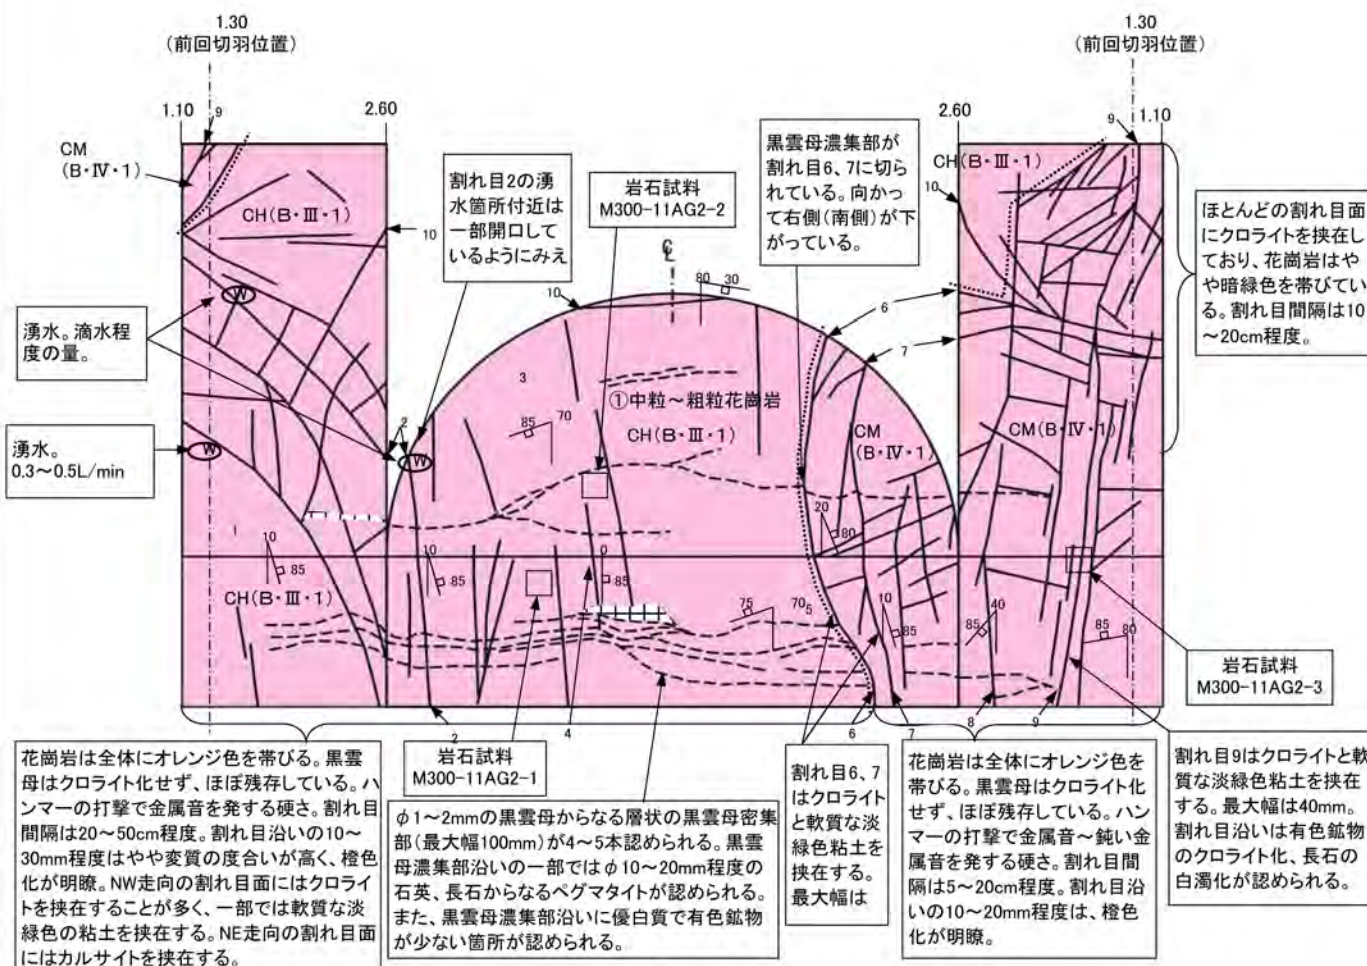 1.30
(前回切羽位置)
1.30
(前回切羽位置)
1.10
9
2.60
2.60
9
1.10
CM
(B・Ⅳ・1)
CH(B・Ⅲ・1)
10
割れ目2の湧
水箇所付近は
一部開口して
いるようにみえ
岩石試料
M300-11AG2-2
黒雲母濃集部が
割れ目6、7に切ら
れている。向かっ
て右側(南側)が下
がっている。
CH(B・Ⅲ・1)
10
ほとんどの割れ目面
にクロライトを挟在し
ており、花崗岩はや
や暗緑色を帯びてい
る。割れ目間隔は10
～20cm程度。
℄
80 30
10
6
7
W
湧水。滴水程
度の量。
3
①中粒～粗粒花崗岩
CH(B・Ⅲ・1)
85 70
2
W
CM
(B・Ⅳ・1)
CM(B・Ⅳ・1)
湧水。
0.3～0.5L/min
W
20
80
10
85
0
85
0
85
CH(B・Ⅲ・1)
75 70
5
10
85
40
85
85 80
岩石試料
M300-11AG2-3
2
4
6
7
8
9
岩石試料
M300-11AG2-1
花崗岩は全体にオレンジ色を帯びる。黒雲
母はクロライト化せず、ほぼ残存している。ハ
ンマーの打撃で金属音を発する硬さ。割れ目
間隔は20～50cm程度。割れ目沿いの10～
30mm程度はやや変質の度合いが高く、橙色
化が明瞭。NW走向の割れ目面にはクロライ
トを挟在することが多く、一部では軟質な淡
緑色の粘土を挟在する。NE走向の割れ目面
にはカルサイトを挟在する。
φ1～2mmの黒雲母からなる層状の黒雲母密集
部(最大幅100mm)が4～5本認められる。黒雲
母濃集部沿いの一部ではφ10～20mm程度の
石英、長石からなるペグマタイトが認められる。
また、黒雲母濃集部沿いに優白質で有色鉱物
が少ない箇所が認められる。
割れ目6、7
はクロライト
と軟質な淡
緑色粘土を
挟在する。
最大幅は
花崗岩は全体にオレンジ色を
帯びる。黒雲母はクロライト化
せず、ほぼ残存している。ハン
マーの打撃で金属音～鈍い金
属音を発する硬さ。割れ目間
隔は5～20cm程度。割れ目沿
いの10～20mm程度は、橙色
化が明瞭。
割れ目9はクロライトと軟
質な淡緑色粘土を挟在
する。最大幅は40mm。
割れ目沿いは有色鉱物
のクロライト化、長石の
白濁化が認められる。